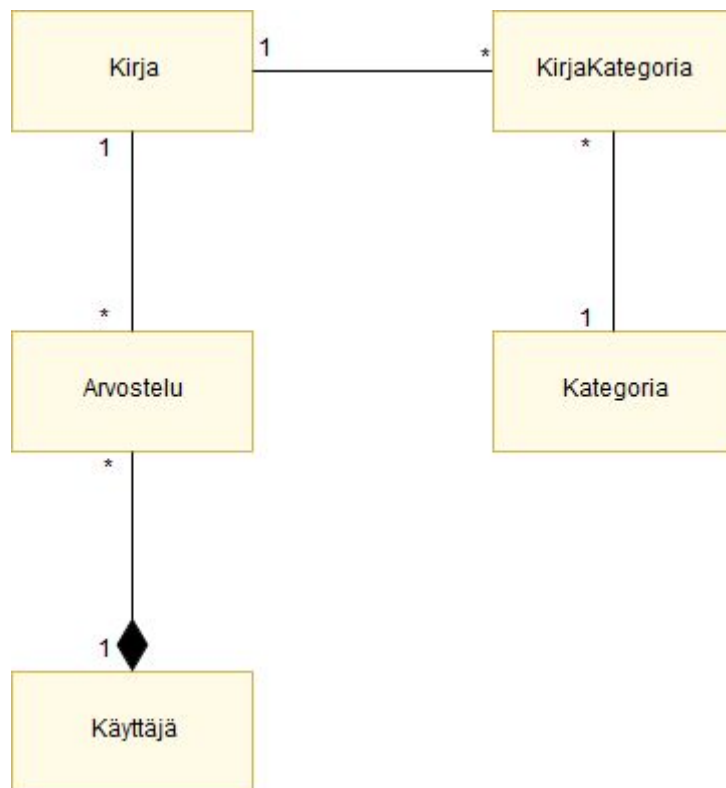 Kirja
1
*
KirjaKategoria
1
*
*
1
Arvostelu
Kategoria
*
1
Käyttäjä